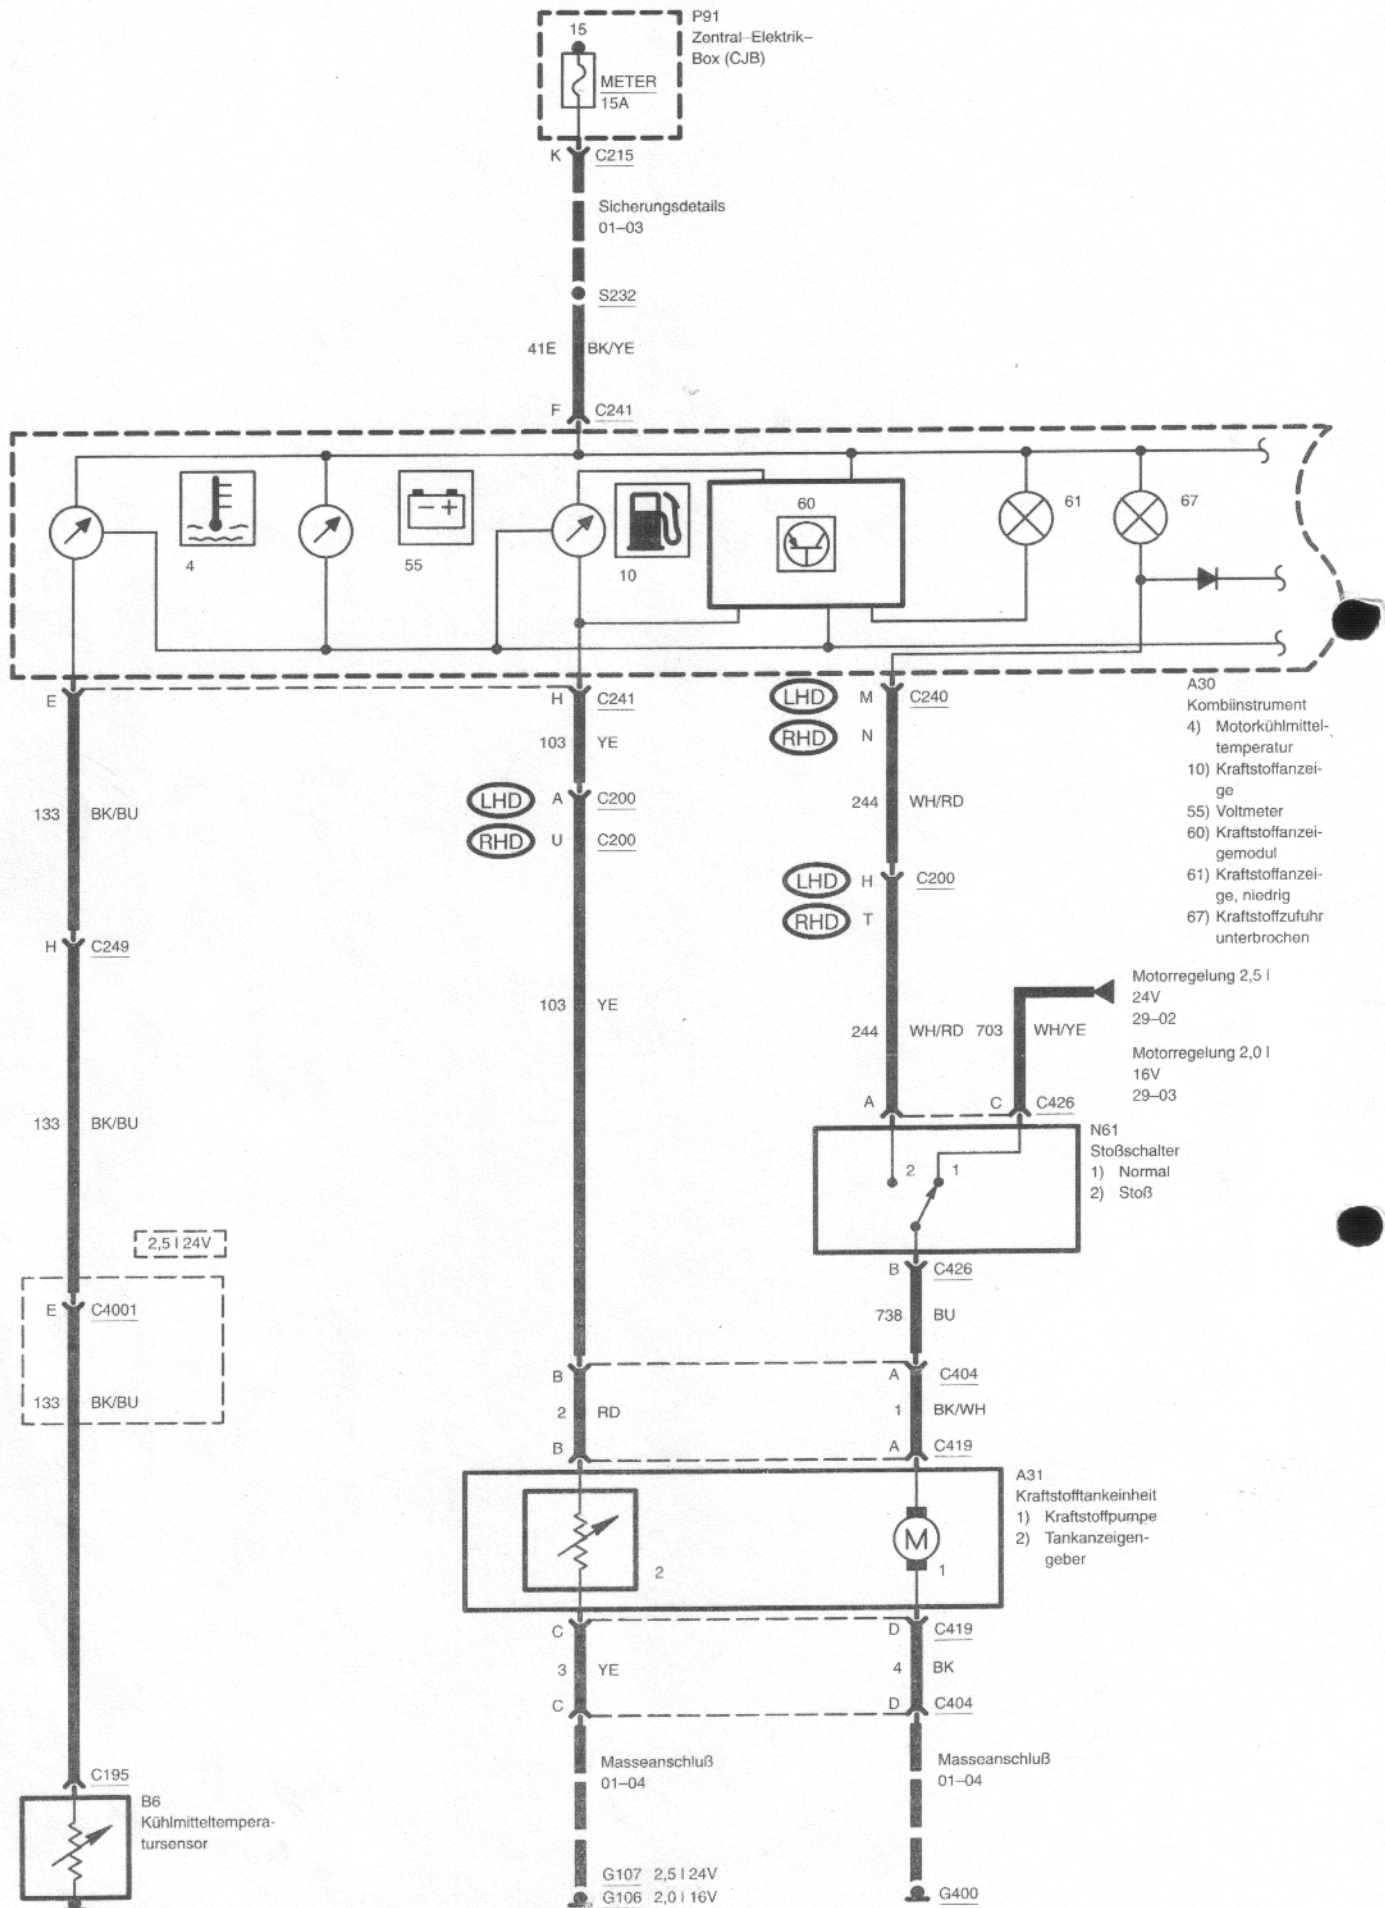 P91
Zentral-Elektrik-
Box (CJB)
15
METER
15A
K C215
Sicherungsdetails
01–03
S232
41E BK/YE
F C241
4
55
10
60
61
67
E
H C241
LHD M C240
RHD N
103 YE
LHD A C200
RHD U C200
133 BK/BU
244 WH/RD
LHD H C200
RHD T
A30
Kombiinstrument
4) Motorkühlmittel-
temperatur
10) Kraftstoffanzei-
ge
55) Voltmeter
60) Kraftstoffanzei-
gemodul
61) Kraftstoffanzei-
ge, niedrig
67) Kraftstoffzufuhr
unterbrochen
H C249
103 YE
Motorregelung 2,5 l
24V
29–02
244 WH/RD 703 WH/YE
Motorregelung 2,0 l
16V
29–03
A C C426
133 BK/BU
N61
Stoßschalter
1) Normal
2) Stoß
2 1
2,5 l 24V
B C426
E C4001
738 BU
B A C404
133 BK/BU
2 RD
1 BK/WH
B A C419
A31
Kraftstofftankeinheit
1) Kraftstoffpumpe
2) Tankanzeigen-
geber
M
2
1
C D C419
3 YE
4 BK
C D C404
Masseanschluß
01–04
Masseanschluß
01–04
C195
B6
Kühlmitteltempera-
tursensor
G107 2,5 l 24V
G106 2,0 l 16V
G400